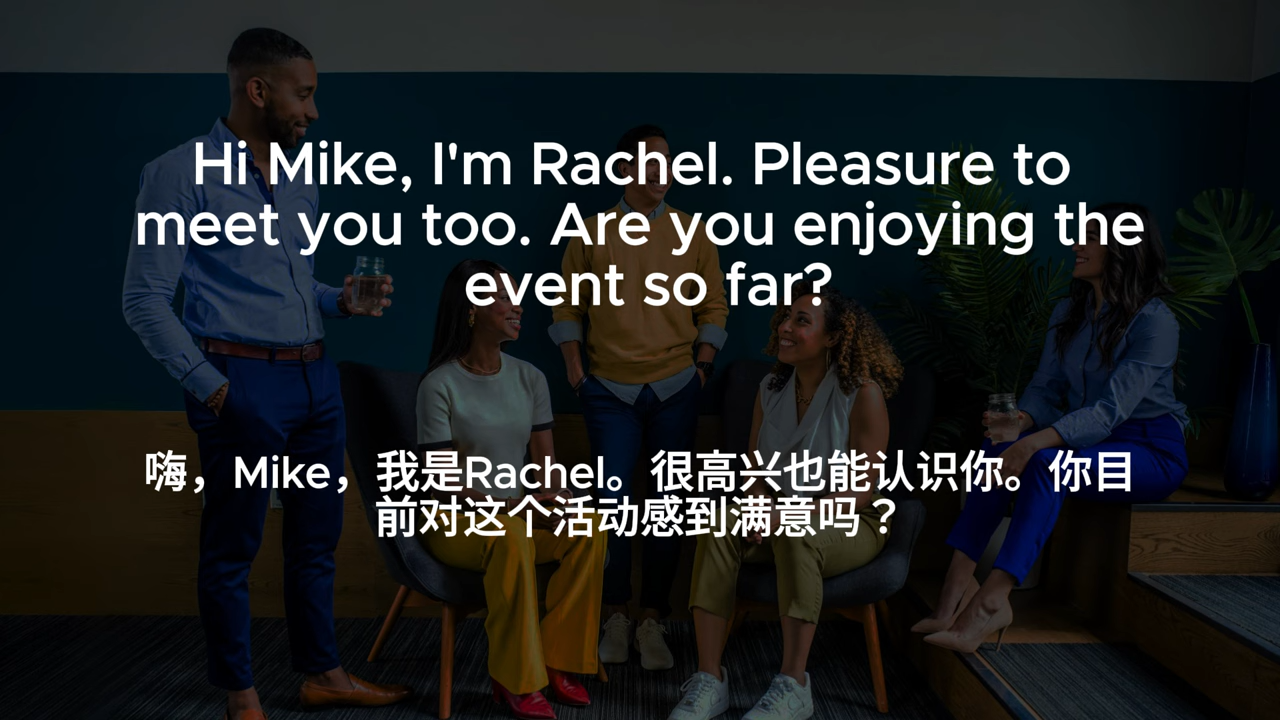 Hi Mike, I'm Rachel. Pleasure to
meet you too. Are you enjoying the
event so far?
嗨，Mike，我是Rachel。很高兴也能认识你。你目
前对这个活动感到满意吗？